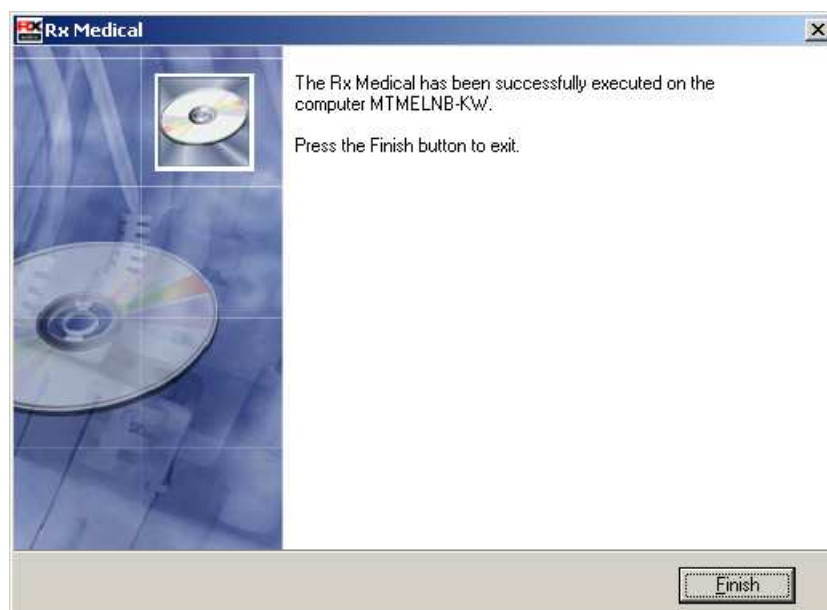 Rx Medical
The Rx Medical has been successfully executed on the
computer MTMELNB-KW.
Press the Finish button to exit.
Finish